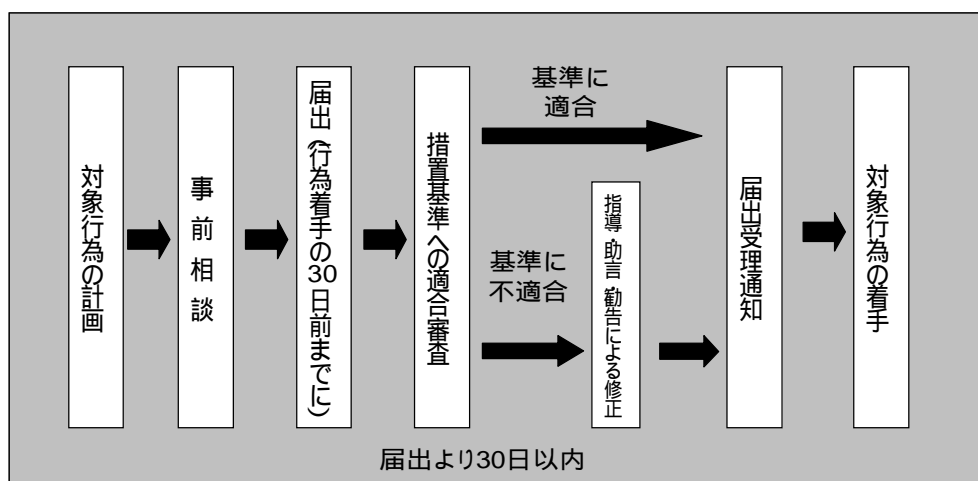 対象行為の計画
事前相談
届出（行為着手の30日前までに）
措置基準への適合審査
基準に
適合
基準に
不適合
指導・助言・勧告による修正
届出受理通知
対象行為の着手
届出より30日以内